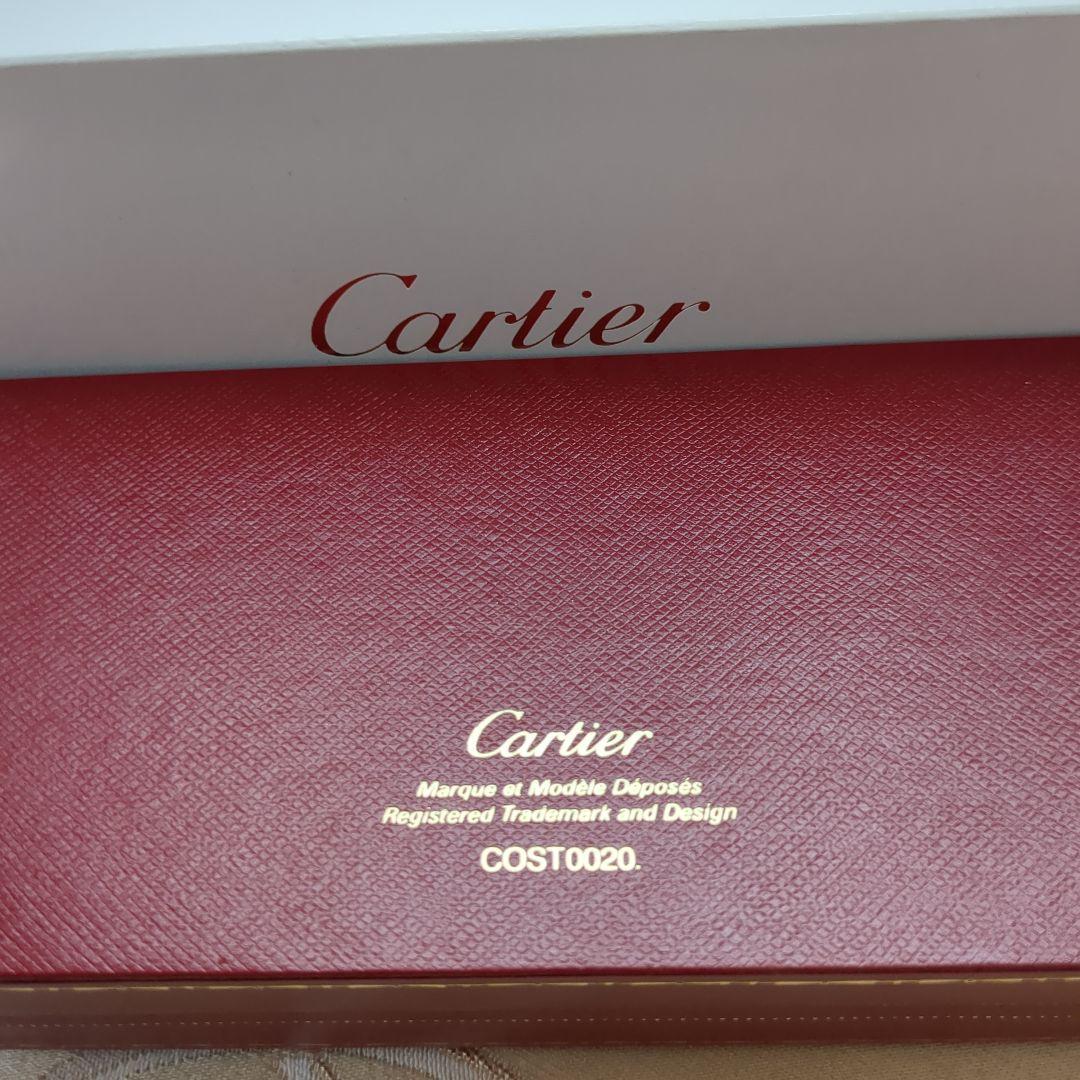 Cartier
Cartier
Marque et Modèle Déposés
Registered Trademark and Design
COST0020.